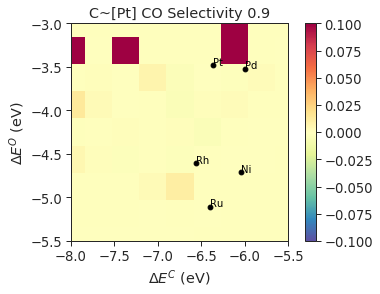 C~[Pt] CO Selectivity 0.9
−3.0
−3.5
−4.0
−4.5
−5.0
−5.5
ΔE^O (eV)
Pt
Pd
Rh
Ni
Ru
−8.0 −7.5 −7.0 −6.5 −6.0 −5.5
ΔE^C (eV)
0.100
0.075
0.050
0.025
0.000
−0.025
−0.050
−0.075
−0.100